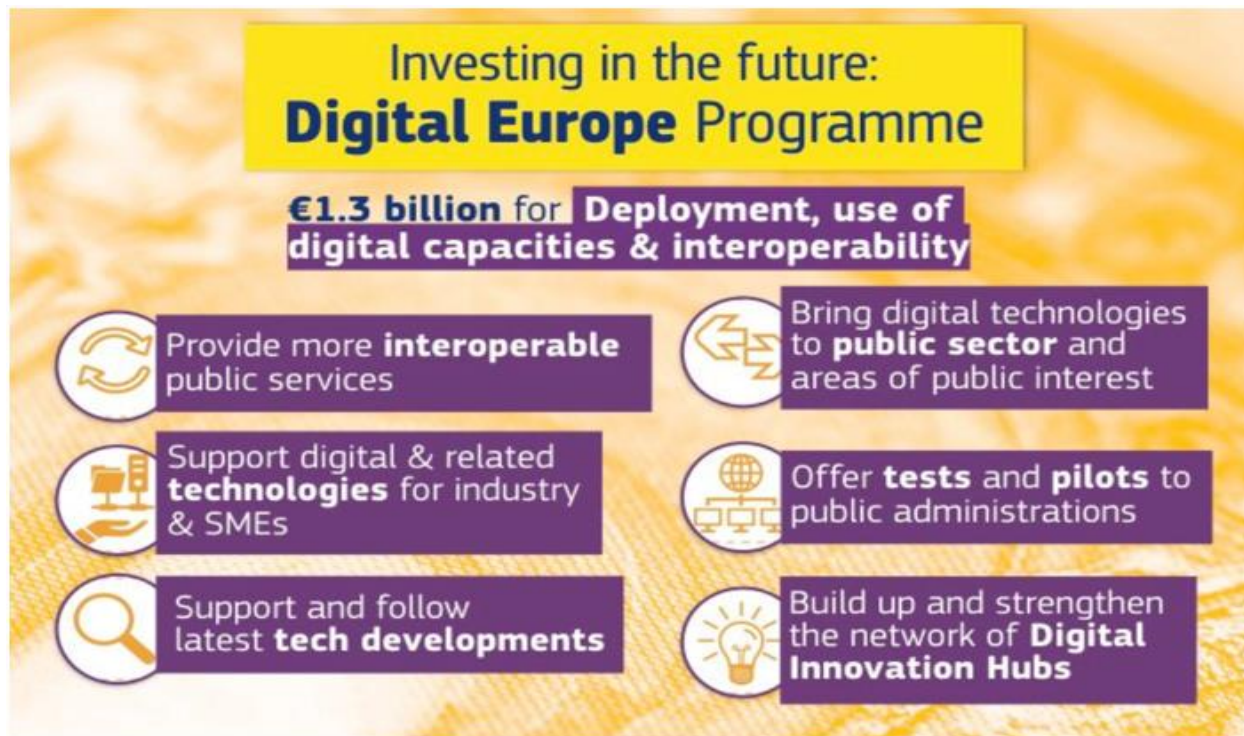 Investing in the future:
Digital Europe Programme
€1.3 billion for Deployment, use of
digital capacities & interoperability
Provide more interoperable
public services
Support digital & related
technologies for industry
& SMEs
Support and follow
latest tech developments
Bring digital technologies
to public sector and
areas of public interest
Offer tests and pilots to
public administrations
Build up and strengthen
the network of Digital
Innovation Hubs